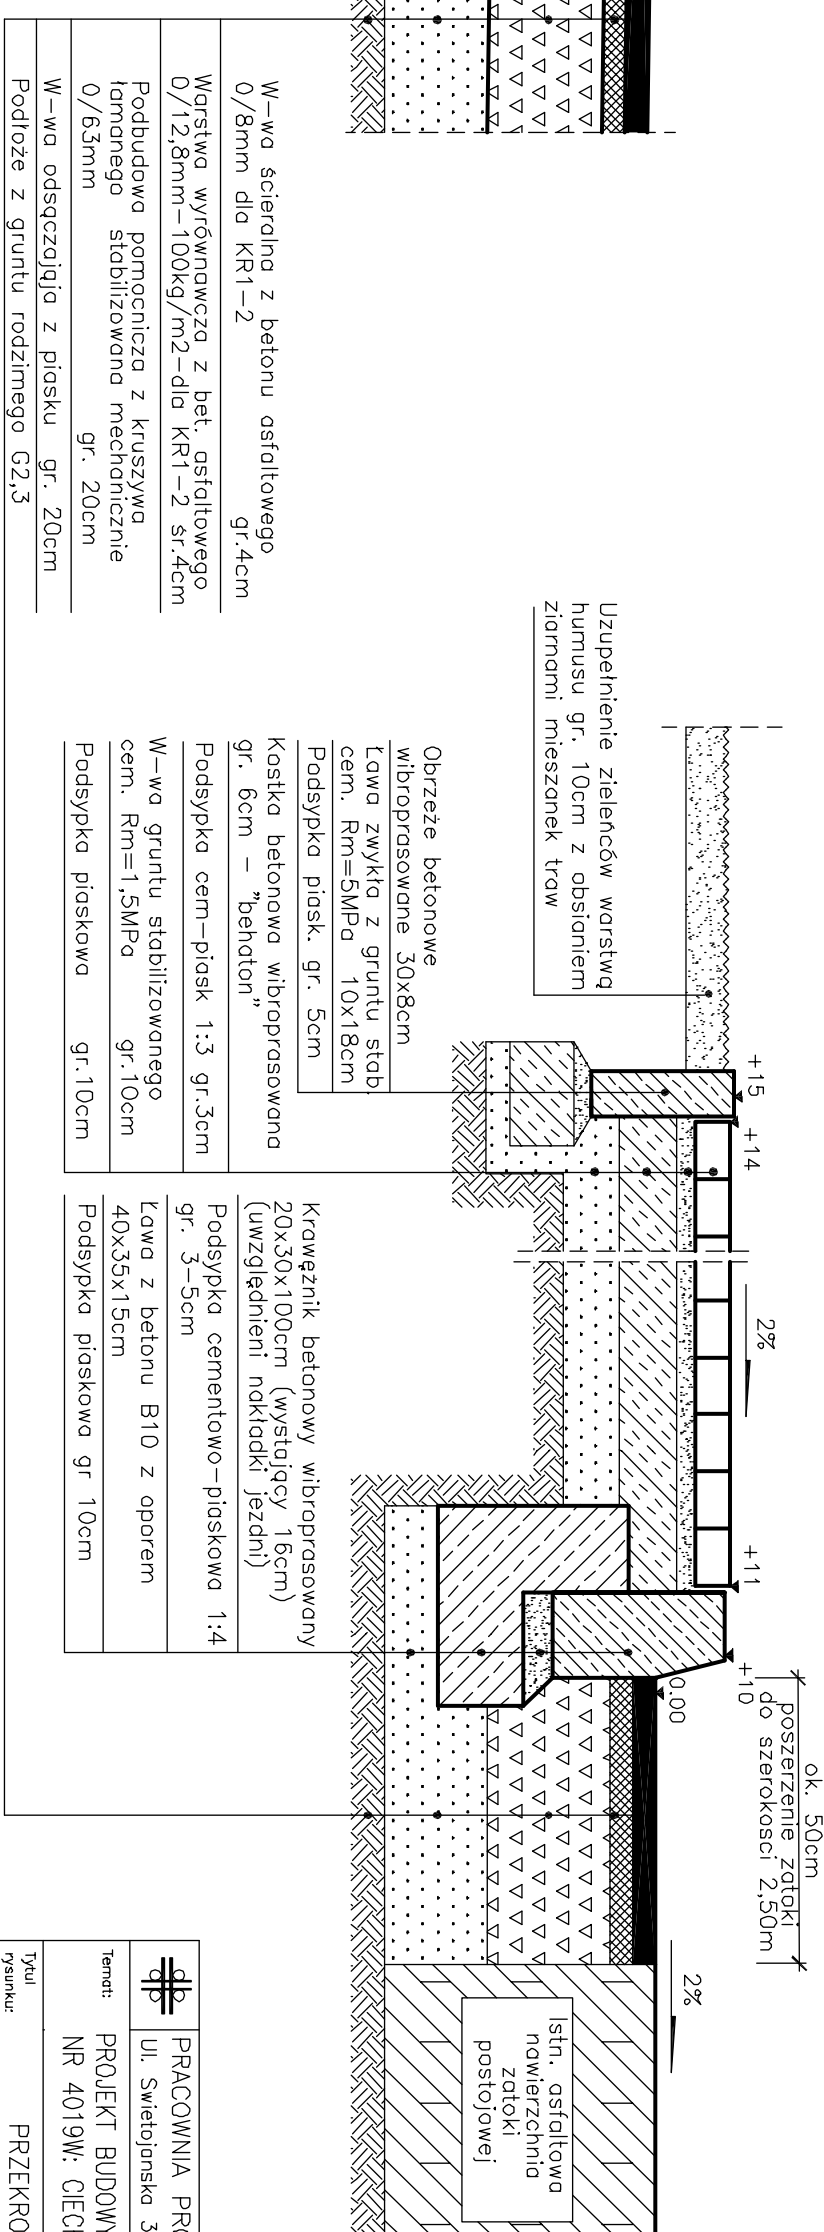 W-wa ścieralna z betonu asfaltowego
0/8mm dla KR1-2 gr.4cm
Warstwa wyrównawcza z bet. asfaltowego
0/12,8mm-100kg/m2-dla KR1-2 śr.4cm
Podbudowa pomocnicza z kruszywa
łamanego stabilizowana mechanicznie
0/63mm gr. 20cm
W-wa odsączająja z piasku gr. 20cm
Podłoże z gruntu rodzimego G2,3
Uzupełnienie zieleńców warstwą
humusu gr. 10cm z obsianiem
ziarnami mieszanek traw
Obrzeże betonowe
wibroprasowane 30x8cm
Ława zwykła z gruntu stab.
cem. Rm=5MPa 10x18cm
Podsypka piask. gr. 5cm
Kostka betonowa wibroprasowana
gr. 6cm - "behaton"
Podsypka cem-piask 1:3 gr.3cm
W-wa gruntu stabilizowanego
cem. Rm=1,5MPa gr.10cm
Podsypka piaskowa gr.10cm
Krawężnik betonowy wibroprasowany
20x30x100cm (wystający 16cm)
(uwzględnieni nakładki jezdni)
Podsypka cementowo-piaskowa 1:4
gr. 3-5cm
Ława z betonu B10 z oporem
40x35x15cm
Podsypka piaskowa gr 10cm
+15
+14
2%
+11
+10
0.00
ok. 50cm
poszerzenie zatoki
do szerokosci 2,50m
2%
Istn. asfaltowa
nawierzchnia
zatoki
postojowej
PRACOWNIA PRO
Ul. Swietojanska 3
Temat:
PROJEKT BUDOWY
NR 4019W: CIECH
Tytul
rysunku:
PRZEKRO